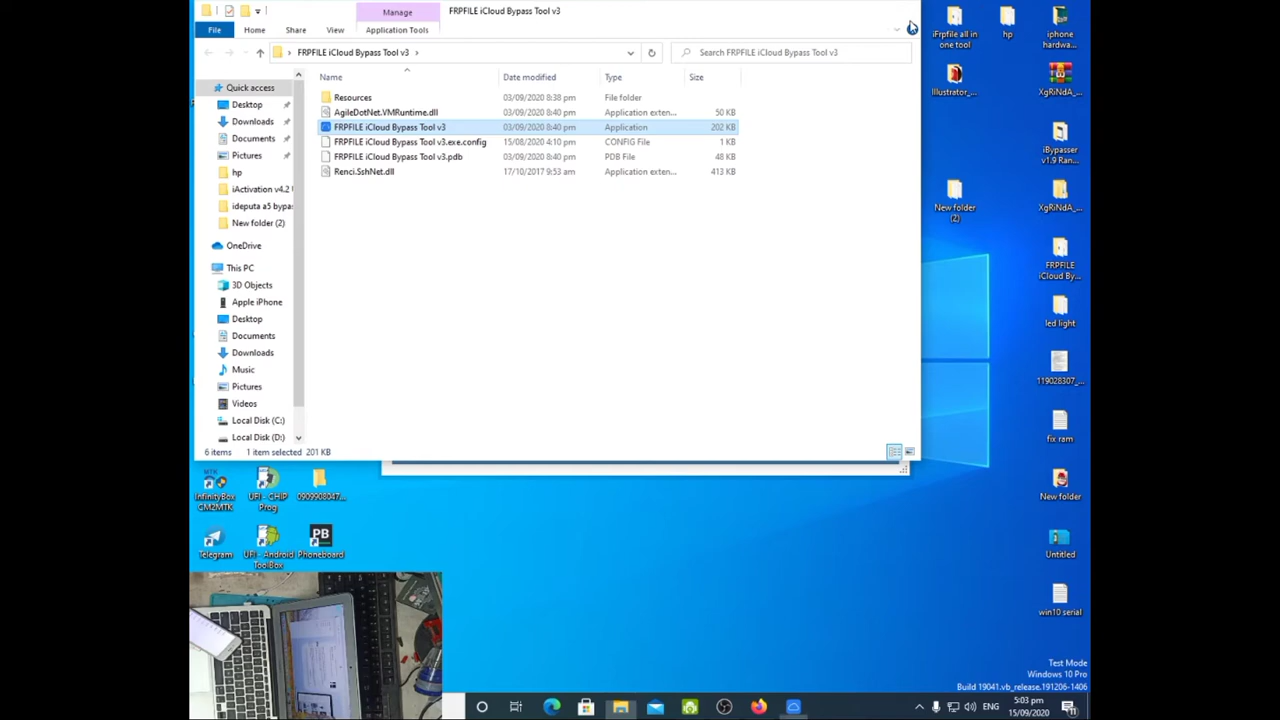 Manage
FRPFILE iCloud Bypass Tool v3
File
Home
Share
View
Application Tools
FRPFILE iCloud Bypass Tool v3
Search FRPFILE iCloud Bypass Tool v3
Name
Date modified
Type
Size
Resources
03/09/2020 8:38 pm
File folder
AgileDotNet.VMRuntime.dll
03/09/2020 8:40 pm
Application exten...
50 KB
FRPFILE iCloud Bypass Tool v3
03/09/2020 8:40 pm
Application
202 KB
FRPFILE iCloud Bypass Tool v3.exe.config
15/08/2020 4:10 pm
CONFIG File
1 KB
FRPFILE iCloud Bypass Tool v3.pdb
03/09/2020 8:40 pm
PDB File
48 KB
Renci.SshNet.dll
17/10/2017 9:53 am
Application exten...
413 KB
Quick access
Desktop
Downloads
Documents
Pictures
hp
iActivation v4.2
ideputa a5 bypas
New folder (2)
OneDrive
This PC
3D Objects
Apple iPhone
Desktop
Documents
Downloads
Music
Pictures
Videos
Local Disk (C:)
Local Disk (D:)
6 items
1 item selected 201 KB
iFrpfile all in
one tool
hp
iphone
hardwa...
Illustrator_...
XgRiNdA_...
iBypasser
v1.9 Ran...
New folder
(2)
XgRiNdA_...
FRPFILE
iCloud By...
led light
119028307_...
fix ram
New folder
Untitled
win10 serial
MTK
InfinityBox
CM2MTK
UFI - CHIP
Prog
0909908047...
Telegram
UFI - Android
ToolBox
PB
Phoneboard
Test Mode
Windows 10 Pro
Build 19041.vb_release.191206-1406
ENG
5:03 pm
15/09/2020